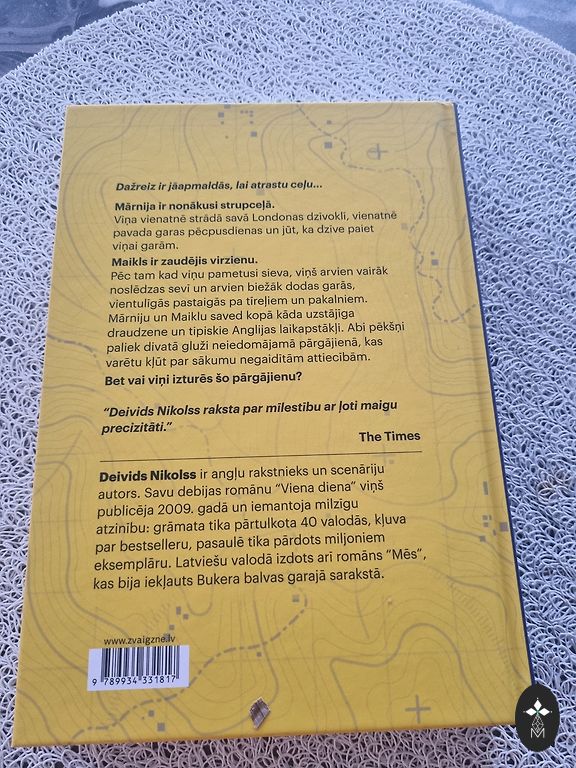 Dažreiz ir jāapmaldās, lai atrastu ceļu...
Mārnija ir nonākusi strupceļā.
Viņa vienatnē strādā savā Londonas dzīvoklī, vienatnē
pavada garas pēcpusdienas un jūt, ka dzīve paiet
viņai garām.
Maikls ir zaudējis virzienu.
Pēc tam kad viņu pametusi sieva, viņš arvien vairāk
noslēdzas sevī un arvien biežāk dodas garās,
vientulīgās pastaigās pa tīreļiem un pakalniem.
Mārniju un Maiklu saved kopā kāda uzstājīga
draudzene un tipiskie Anglijas laikapstākļi. Abi pēkšņi
paliek divatā gluži neiedomājamā pārgājienā, kas
varētu kļūt par sākumu negaidītām attiecībām.
Bet vai viņi izturēs šo pārgājienu?
“Deivids Nikolss raksta par mīlestību ar ļoti maigu
precizitāti.”
The Times
Deivids Nikolss ir angļu rakstnieks un scenāriju
autors. Savu debijas romānu “Viena diena” viņš
publicēja 2009. gadā un iemantoja milzīgu
atzinību: grāmata tika pārtulkota 40 valodās, kļuva
par bestselleru, pasaulē tika pārdots miljoniem
eksemplāru. Latviešu valodā izdots arī romāns “Mēs”,
kas bija iekļauts Bukera balvas garajā sarakstā.
www.zvaigzne.lv
9 789934 331817